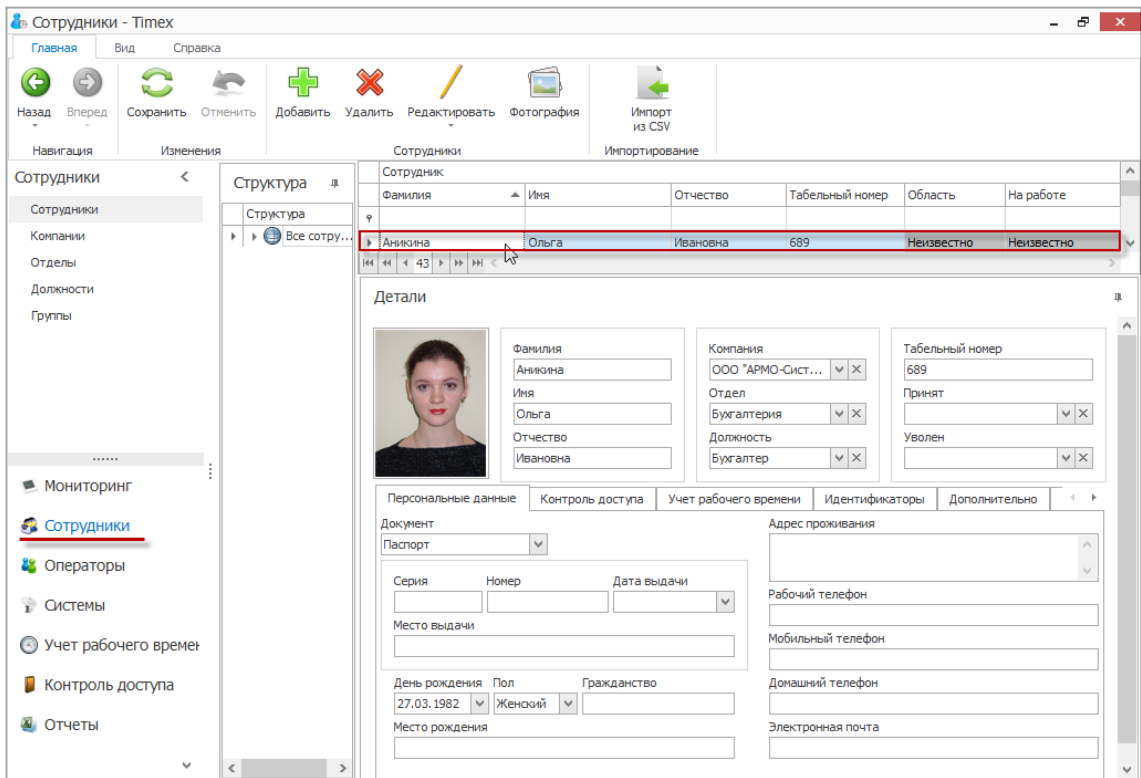 Сотрудники - Timex
Главная Вид Справка
Назад Вперед Сохранить Отменить Добавить Удалить Редактировать Фотография Импорт из CSV
Навигация Изменения Сотрудники Импортирование
Сотрудники
Сотрудники
Компании
Отделы
Должности
Группы
Мониторинг
Сотрудники
Операторы
Системы
Учет рабочего времен
Контроль доступа
Отчеты
Структура
Структура
Все сотру...
Сотрудник
Фамилия Имя Отчество Табельный номер Область На работе
Аникина Ольга Ивановна 689 Неизвестно Неизвестно
43
Детали
Фамилия
Аникина
Имя
Ольга
Отчество
Ивановна
Компания
ООО "АРМО-Сист...
Отдел
Бухгалтерия
Должность
Бухгалтер
Табельный номер
689
Принят
Уволен
Персональные данные Контроль доступа Учет рабочего времени Идентификаторы Дополнительно
Документ
Паспорт
Серия Номер Дата выдачи
Место выдачи
День рождения Пол Гражданство
27.03.1982 Женский
Место рождения
Адрес проживания
Рабочий телефон
Мобильный телефон
Домашний телефон
Электронная почта